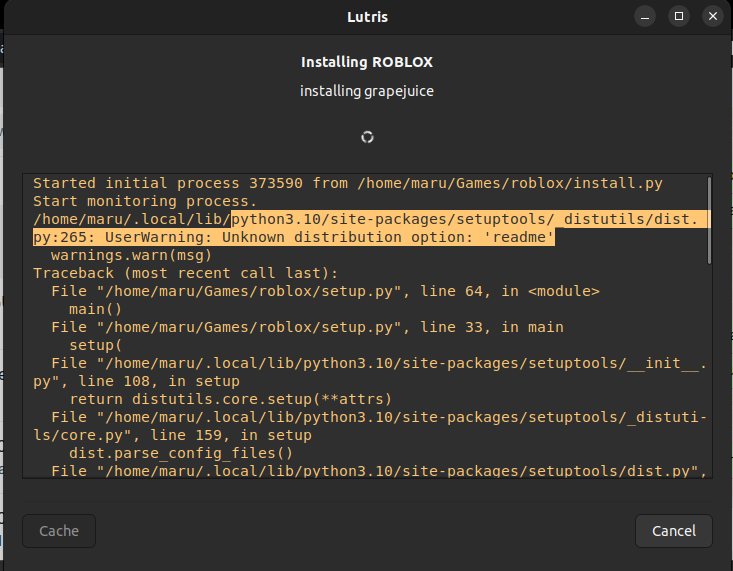 Lutris
Installing ROBLOX
installing grapejuice
Started initial process 373590 from /home/maru/Games/roblox/install.py
Start monitoring process.
/home/maru/.local/lib/python3.10/site-packages/setuptools/_distutils/dist.
py:265: UserWarning: Unknown distribution option: 'readme'
warnings.warn(msg)
Traceback (most recent call last):
File "/home/maru/Games/roblox/setup.py", line 64, in <module>
main()
File "/home/maru/Games/roblox/setup.py", line 33, in main
setup(
File "/home/maru/.local/lib/python3.10/site-packages/setuptools/__init__.
py", line 108, in setup
return distutils.core.setup(**attrs)
File "/home/maru/.local/lib/python3.10/site-packages/setuptools/_distuti-
ls/core.py", line 159, in setup
dist.parse_config_files()
File "/home/maru/.local/lib/python3.10/site-packages/setuptools/dist.py",
Cache
Cancel